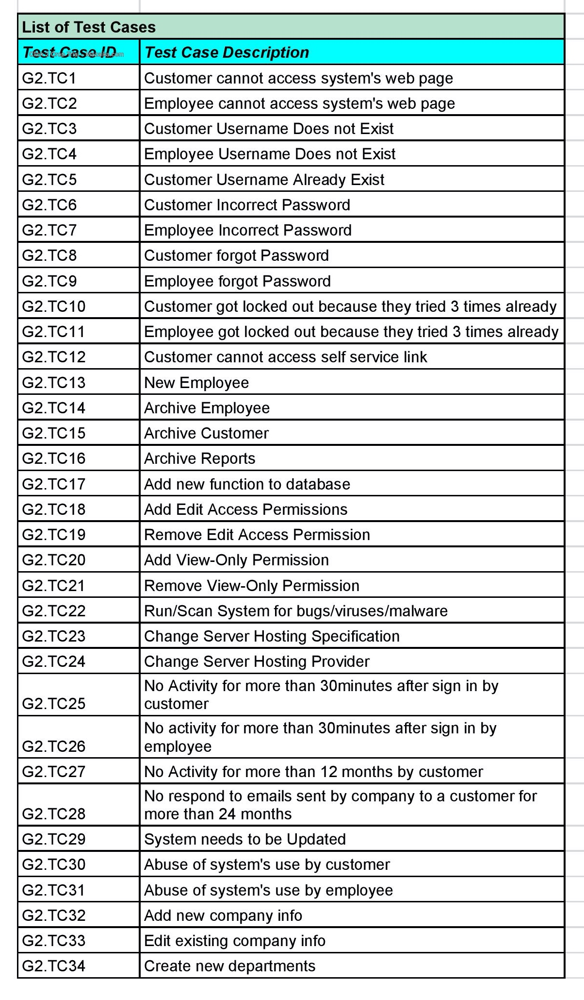 List of Test Cases
Test Case ID Test Case Description
Click 2 Crop Trial - Mazaika.com
G2.TC1 Customer cannot access system's web page
G2.TC2 Employee cannot access system's web page
G2.TC3 Customer Username Does not Exist
G2.TC4 Employee Username Does not Exist
G2.TC5 Customer Username Already Exist
G2.TC6 Customer Incorrect Password
G2.TC7 Employee Incorrect Password
G2.TC8 Customer forgot Password
G2.TC9 Employee forgot Password
G2.TC10 Customer got locked out because they tried 3 times already
G2.TC11 Employee got locked out because they tried 3 times already
G2.TC12 Customer cannot access self service link
G2.TC13 New Employee
G2.TC14 Archive Employee
G2.TC15 Archive Customer
G2.TC16 Archive Reports
G2.TC17 Add new function to database
G2.TC18 Add Edit Access Permissions
G2.TC19 Remove Edit Access Permission
G2.TC20 Add View-Only Permission
G2.TC21 Remove View-Only Permission
G2.TC22 Run/Scan System for bugs/viruses/malware
G2.TC23 Change Server Hosting Specification
G2.TC24 Change Server Hosting Provider
No Activity for more than 30minutes after sign in by
G2.TC25 customer
No activity for more than 30minutes after sign in by
G2.TC26 employee
G2.TC27 No Activity for more than 12 months by customer
No respond to emails sent by company to a customer for
G2.TC28 more than 24 months
G2.TC29 System needs to be Updated
G2.TC30 Abuse of system's use by customer
G2.TC31 Abuse of system's use by employee
G2.TC32 Add new company info
G2.TC33 Edit existing company info
G2.TC34 Create new departments